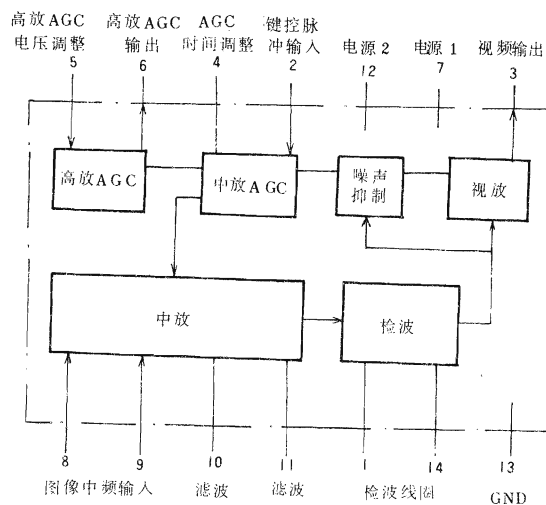 高放AGC 高放AGC AGC 键控脉
电压调整 输出 时间调整 冲输入 电源2 电源1 视频输出
5 6 4 2 12 7 3
高放AGC 中放AGC 噪声
抑制 视放
中放 检波
8 9 10 11 1 14 13
图像中频输入 滤波 滤波 检波线圈 GND